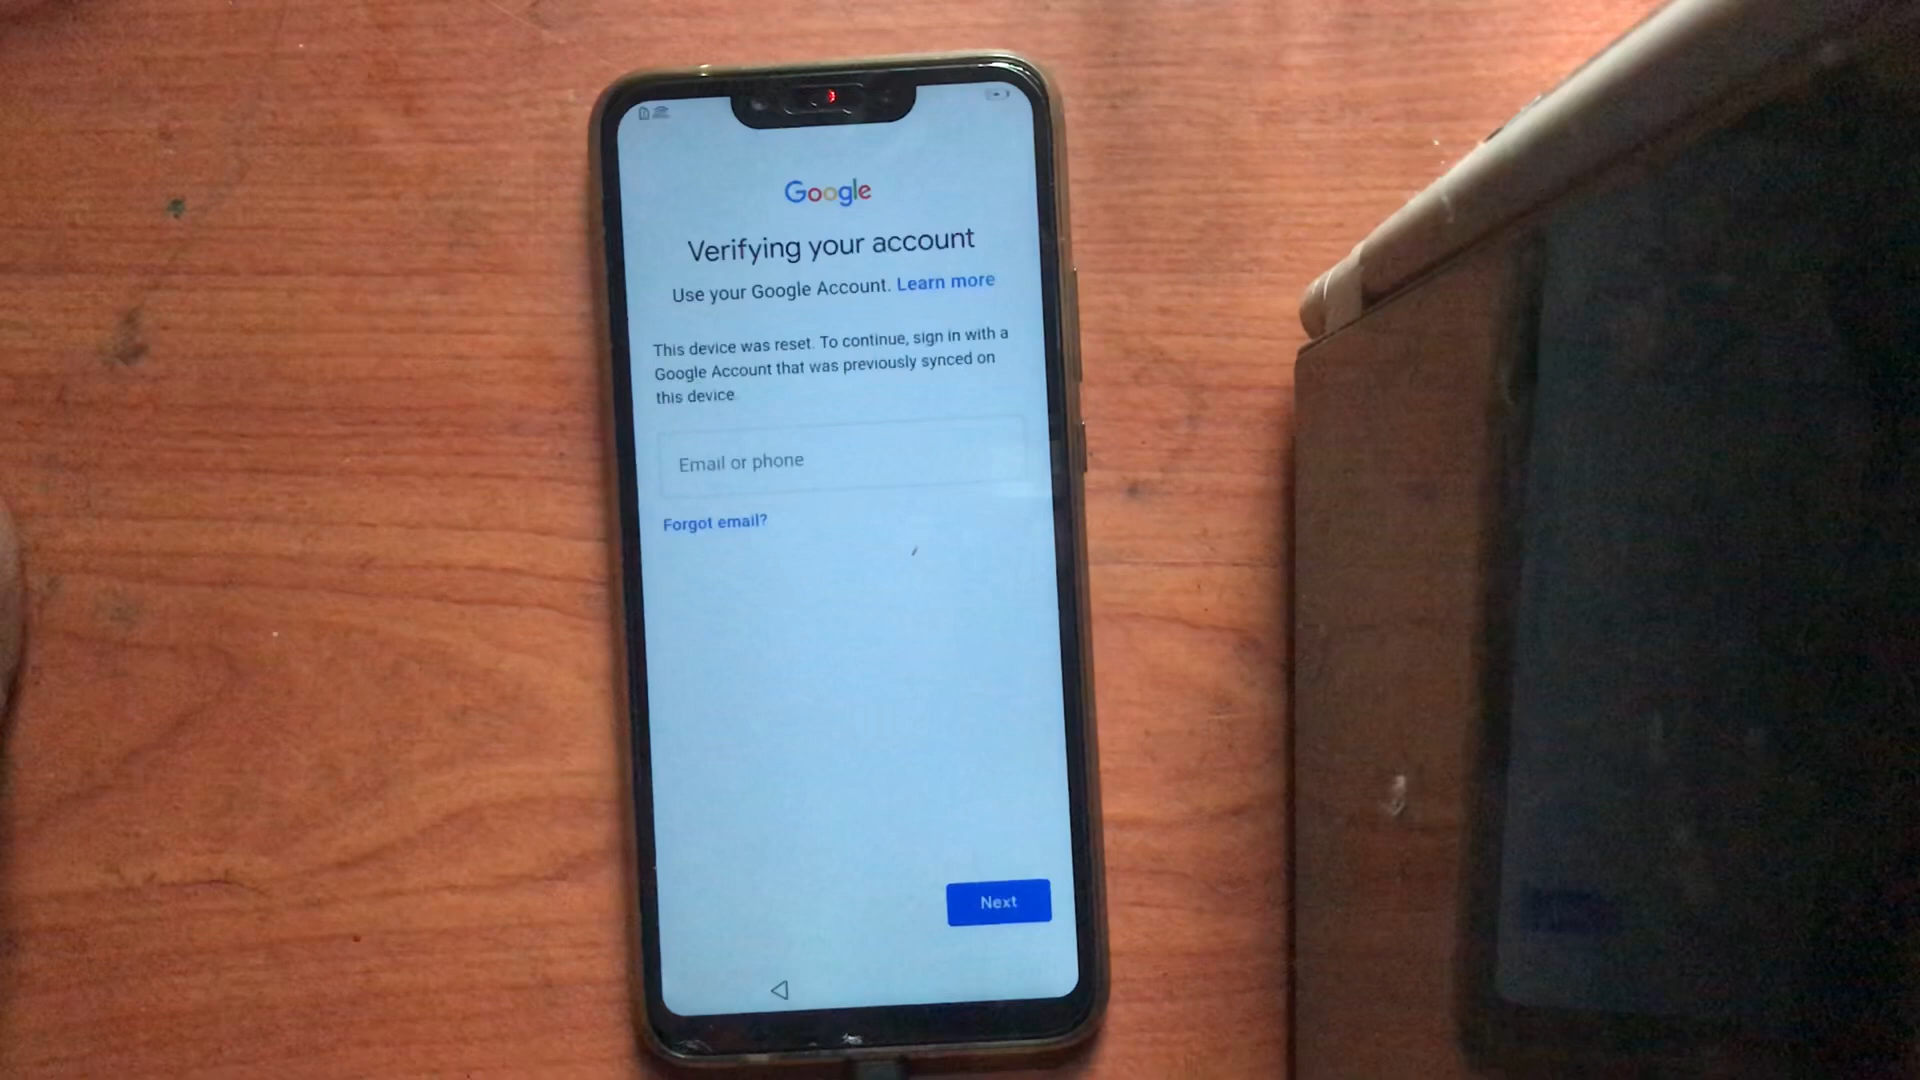 Google
Verifying your account
Use your Google Account. Learn more
This device was reset. To continue, sign in with a
Google Account that was previously synced on
this device.
Email or phone
Forgot email?
Next